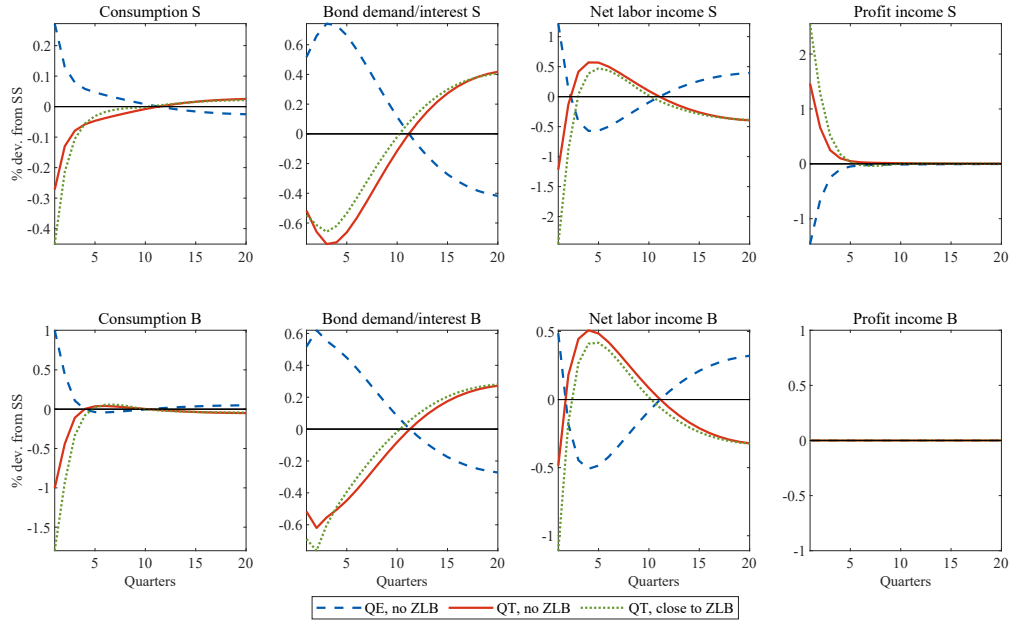 Consumption S
Bond demand/interest S
Net labor income S
Profit income S
% dev. from SS
0.2
0.1
0
-0.1
-0.2
-0.3
-0.4
5 10 15 20
0.6
0.4
0.2
0
-0.2
-0.4
-0.6
5 10 15 20
1
0.5
0
-0.5
-1
-1.5
-2
5 10 15 20
2
1
0
-1
5 10 15 20
Consumption B
Bond demand/interest B
Net labor income B
Profit income B
% dev. from SS
1
0.5
0
-0.5
-1
-1.5
5 10 15 20
Quarters
0.6
0.4
0.2
0
-0.2
-0.4
-0.6
5 10 15 20
Quarters
0.5
0
-0.5
-1
5 10 15 20
Quarters
1
0.5
0
-0.5
-1
5 10 15 20
Quarters
QE, no ZLB QT, no ZLB QT, close to ZLB